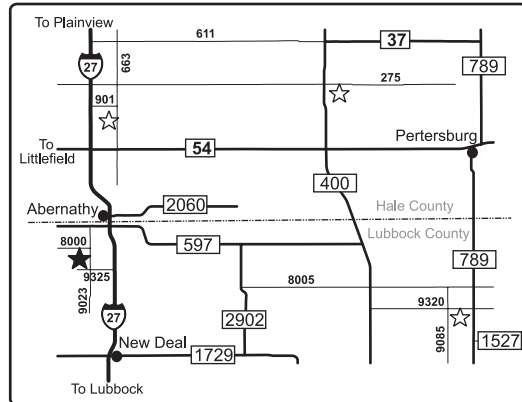 To Plainview
611
37
27
663
789
275
901
To
Littlefield
54
Pertersburg
400
Abernathy
2060
Hale County
Lubbock County
8000
597
789
9325
8005
9023
9320
27
2902
9085
New Deal
1729
1527
To Lubbock